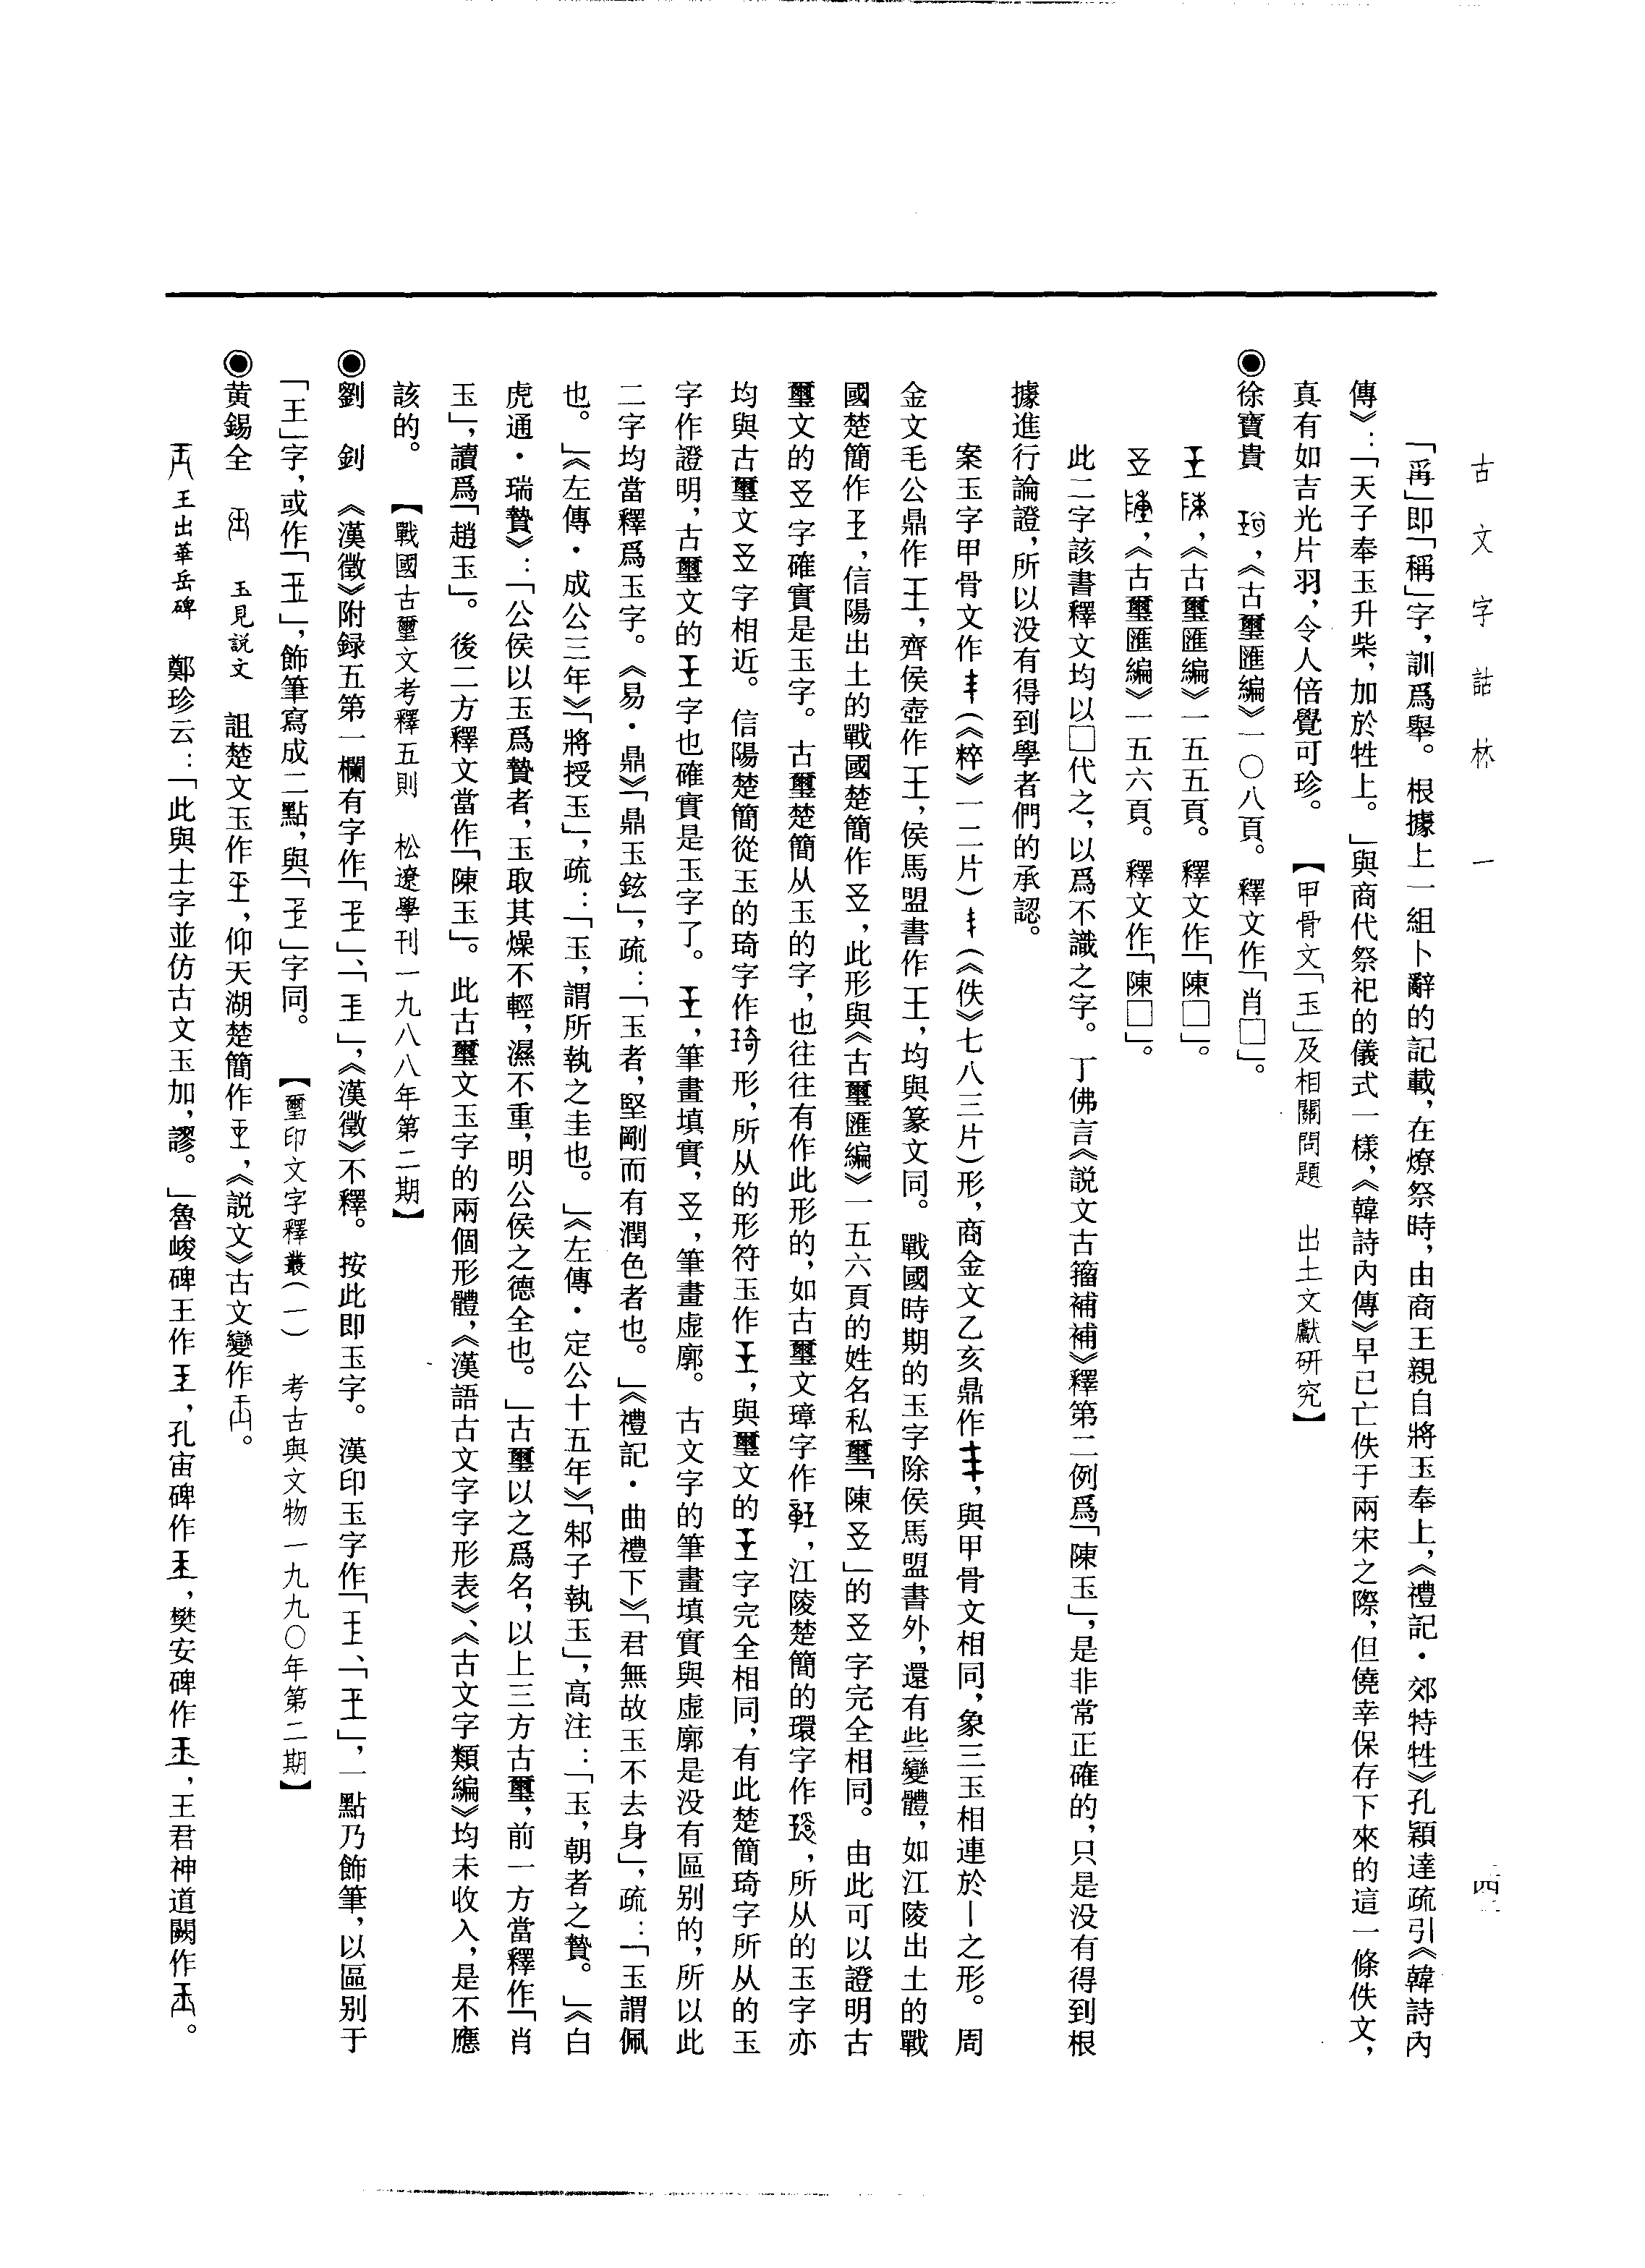 古文字詁林 一
四
「爯」即「稱」字，訓爲舉。根據上一組卜辭的記載，在燎祭時，由商王親自將玉奉上，《禮記・郊特牲》孔穎達疏引《韓詩內
傳》：「天子奉玉升柴，加於牲上。」與商代祭祀的儀式一樣，《韓詩內傳》早已亡佚于兩宋之際，但僥幸保存下來的這一條佚文，
真有如吉光片羽，令人倍覺可珍。【甲骨文「玉」及相關問題 出土文獻研究】
◉徐寶貴 ，《古璽匯編》一〇八頁。釋文作「肖□」。
，《古璽匯編》一五五頁。釋文作「陳□」。
，《古璽匯編》一五六頁。釋文作「陳□」。
此二字該書釋文均以□代之，以爲不識之字。丁佛言《説文古籀補補》釋第二例爲「陳玉」，是非常正確的，只是没有得到根
據進行論證，所以没有得到學者們的承認。
案玉字甲骨文作（《粹》一二片）（《佚》七八三片）形，商金文乙亥鼎作，與甲骨文相同，象三玉相連於丨之形。周
金文毛公鼎作王，齊侯壺作王，侯馬盟書作王，均與篆文同。戰國時期的玉字除侯馬盟書外，還有些變體，如江陵出土的戰
國楚簡作，信陽出土的戰國楚簡作，此形與《古璽匯編》一五六頁的姓名私璽「陳」的字完全相同。由此可以證明古
璽文的字確實是玉字。古璽楚簡从玉的字，也往往有作此形的，如古璽文璋字作，江陵楚簡的環字作，所从的玉字亦
均與古璽文字相近。信陽楚簡從玉的琦字作形，所从的形符玉作，與璽文的字完全相同，有此楚簡琦字所从的玉
字作證明，古璽文的字也確實是玉字了。，筆畫填實，，筆畫虛廓。古文字的筆畫填實與虛廓是没有區别的，所以此
二字均當釋爲玉字。《易・鼎》「鼎玉鉉」，疏：「玉者，堅剛而有潤色者也。」《禮記・曲禮下》「君無故玉不去身」，疏：「玉謂佩
也。」《左傳・成公三年》「將授玉」，疏：「玉，謂所執之圭也。」《左傳・定公十五年》「邾子執玉」，高注：「玉，朝者之贄。」《白
虎通・瑞贄》：「公侯以玉爲贄者，玉取其燥不輕，濕不重，明公侯之德全也。」古璽以之爲名，以上三方古璽，前一方當釋作「肖
玉」，讀爲「趙玉」。後二方釋文當作「陳玉」。此古璽文玉字的兩個形體，《漢語古文字字形表》、《古文字類編》均未收入，是不應
該的。【戰國古璽文考釋五則 松遼學刊一九八八年第二期】
◉劉釗 《漢徵》附録五第一欄有字作「」、「」，《漢徵》不釋。按此即玉字。漢印玉字作「」、「」，一點乃飾筆，以區别于
「王」字，或作「」，飾筆寫成二點，與「」字同。【璽印文字釋叢（一） 考古與文物一九九〇年第二期】
◉黄錫全 玉見説文 詛楚文玉作，仰天湖楚簡作，《説文》古文變作。
王出華岳碑 鄭珍云：「此與士字並仿古文玉加，謬。」魯峻碑王作，孔宙碑作，樊安碑作，王君神道闕作。